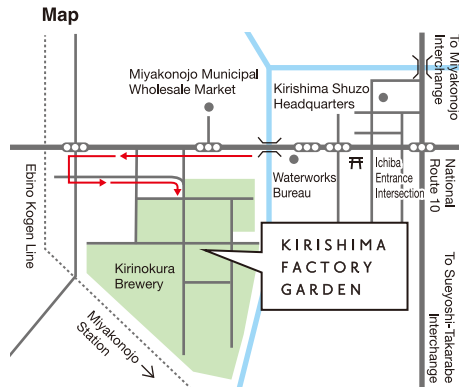 Map
To Miyakonojo
Interchange
Miyakonojo Municipal
Wholesale Market
Kirishima Shuzo
Headquarters
Ebino Kogen Line
Waterworks
Bureau
Ichiba
Entrance
Intersection
National
Route 10
KIRISHIMA
FACTORY
GARDEN
Kirinokura
Brewery
Miyakonojo
Station
To Sueyoshi-Takarabe
Interchange